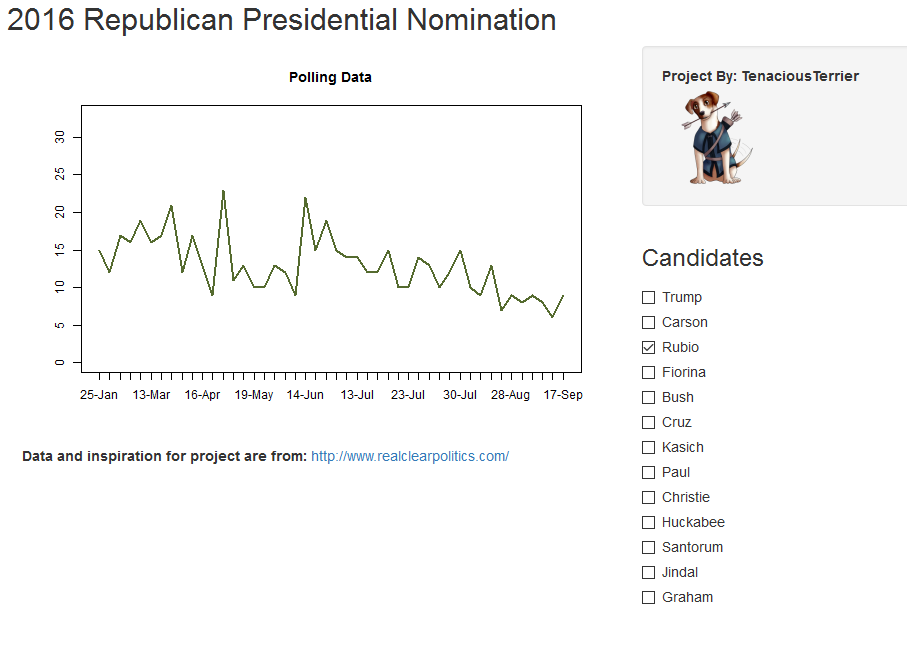 2016 Republican Presidential Nomination
Polling Data
30
25
20
15
10
5
0
25-Jan 13-Mar 16-Apr 19-May 14-Jun 13-Jul 23-Jul 30-Jul 28-Aug 17-Sep
Data and inspiration for project are from: http://www.realclearpolitics.com/
Project By: TenaciousTerrier
Candidates
Trump
Carson
Rubio
Fiorina
Bush
Cruz
Kasich
Paul
Christie
Huckabee
Santorum
Jindal
Graham